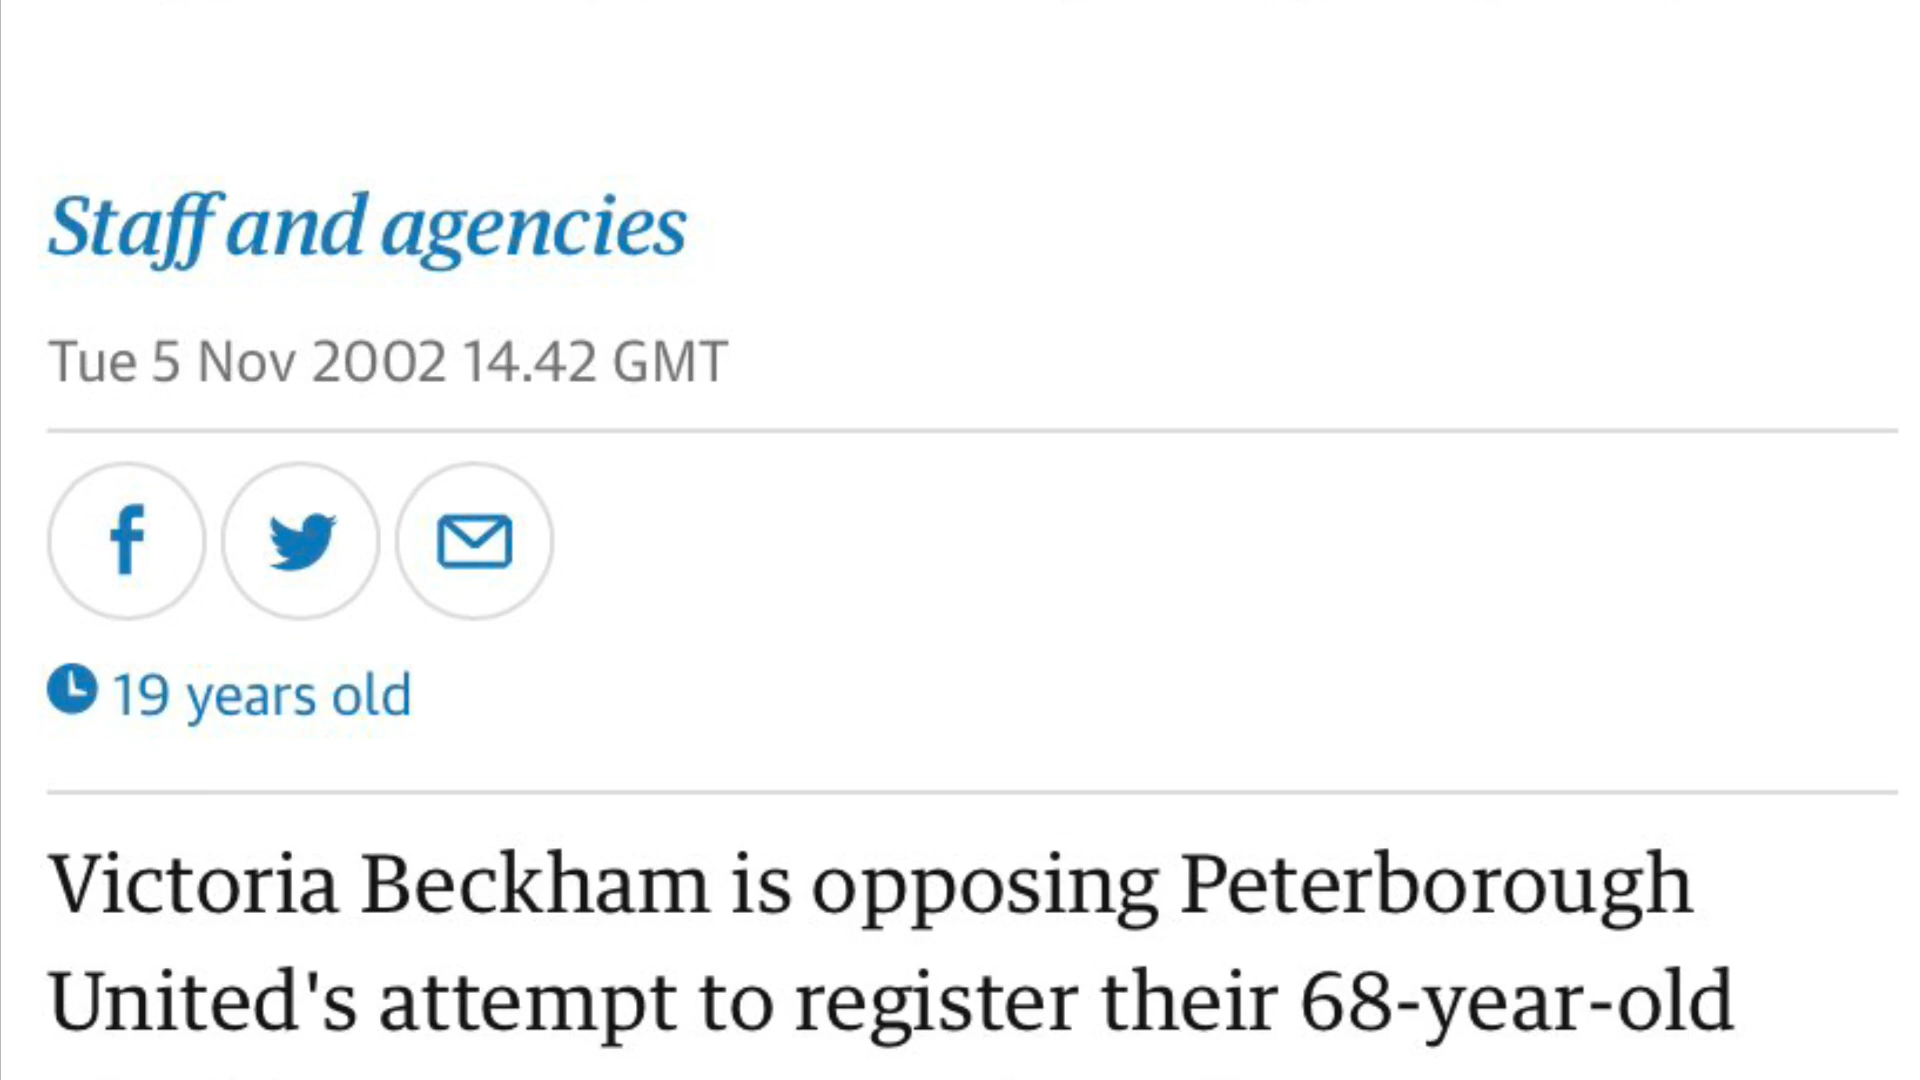 Staff and agencies
Tue 5 Nov 2002 14.42 GMT
19 years old
Victoria Beckham is opposing Peterborough
United's attempt to register their 68-year-old